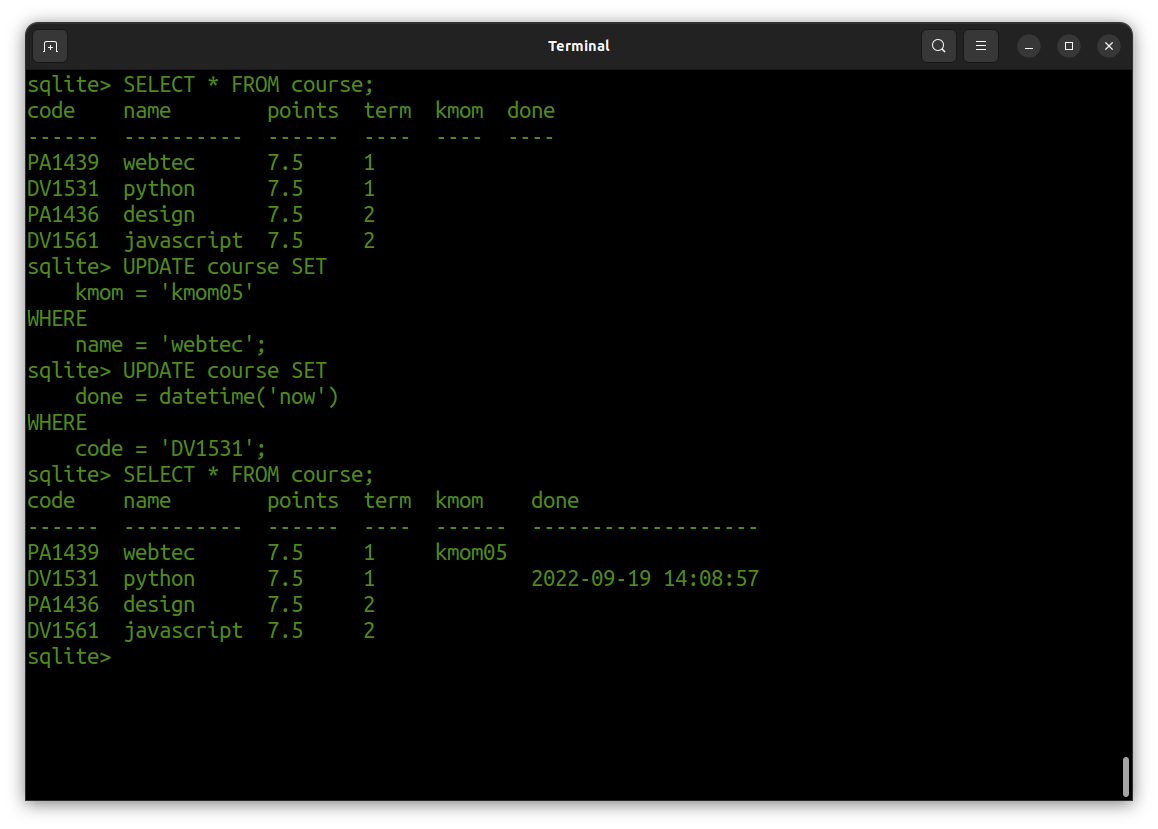 Terminal
sqlite> SELECT * FROM course;
code    name        points  term  kmom  done
------  ----------  ------  ----  ----  ----
PA1439  webtec      7.5     1
DV1531  python      7.5     1
PA1436  design      7.5     2
DV1561  javascript  7.5     2
sqlite> UPDATE course SET
    kmom = 'kmom05'
WHERE
    name = 'webtec';
sqlite> UPDATE course SET
    done = datetime('now')
WHERE
    code = 'DV1531';
sqlite> SELECT * FROM course;
code    name        points  term  kmom    done
------  ----------  ------  ----  ------  -------------------
PA1439  webtec      7.5     1     kmom05
DV1531  python      7.5     1             2022-09-19 14:08:57
PA1436  design      7.5     2
DV1561  javascript  7.5     2
sqlite>